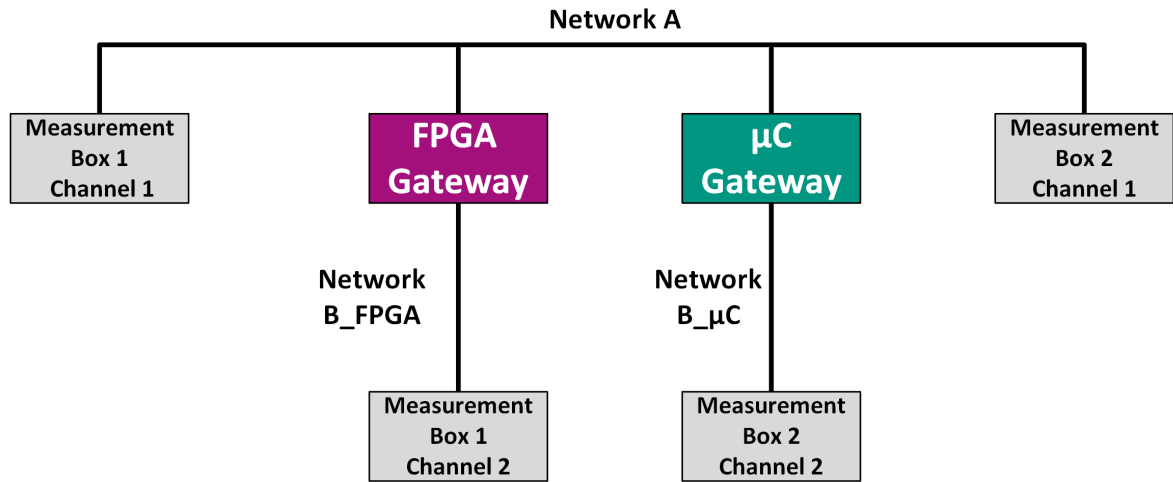 Network A
Measurement
Box 1
Channel 1
FPGA
Gateway
µC
Gateway
Measurement
Box 2
Channel 1
Network
B_FPGA
Network
B_µC
Measurement
Box 1
Channel 2
Measurement
Box 2
Channel 2